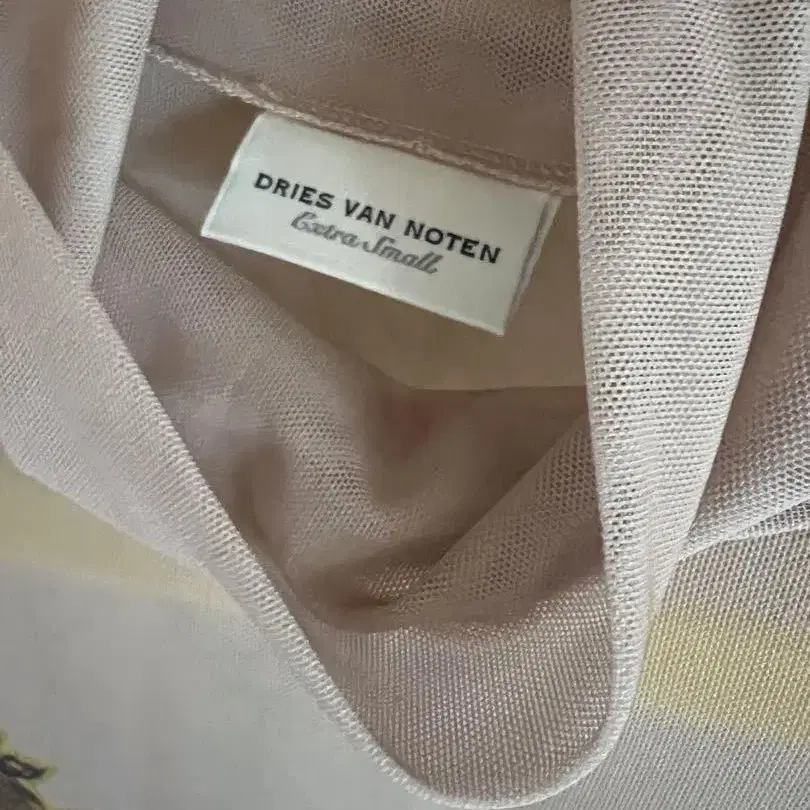 DRIES VAN NOTEN
Extra Small